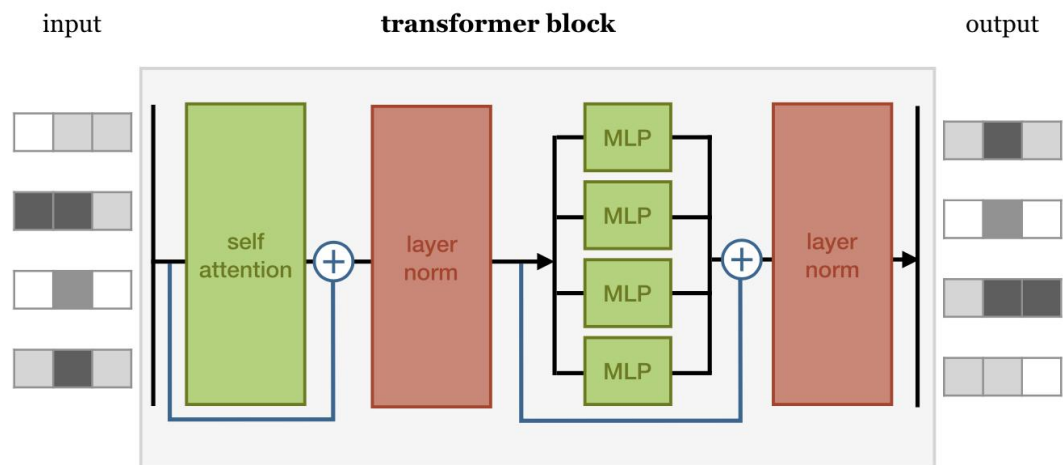 input
transformer block
output
self
attention
layer
norm
MLP
MLP
MLP
MLP
layer
norm